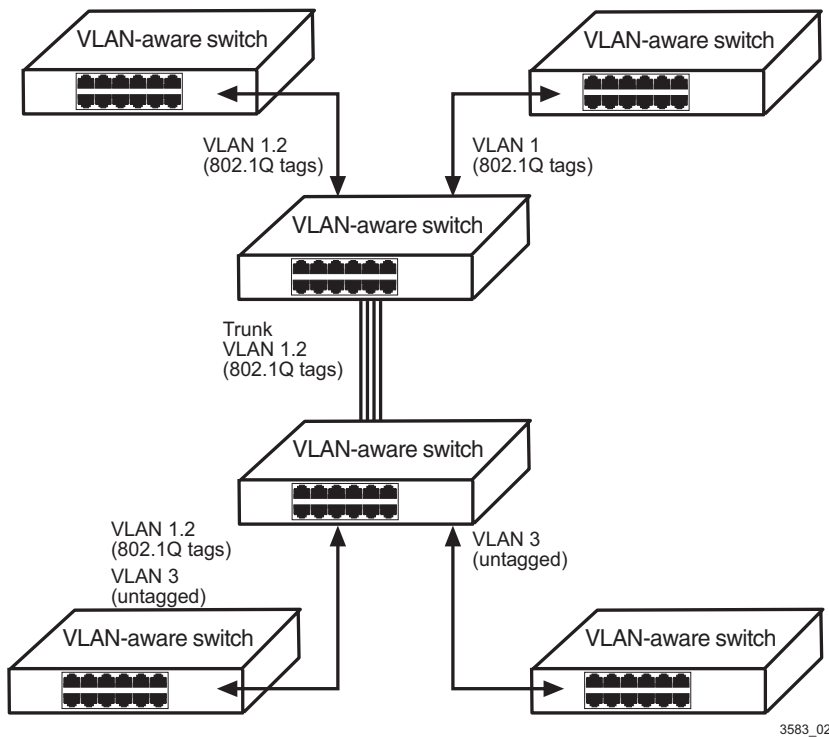 VLAN-aware switch
VLAN-aware switch
VLAN 1.2
(802.1Q tags)
VLAN 1
(802.1Q tags)
VLAN-aware switch
Trunk
VLAN 1.2
(802.1Q tags)
VLAN-aware switch
VLAN 1.2
(802.1Q tags)
VLAN 3
(untagged)
VLAN 3
(untagged)
VLAN-aware switch
VLAN-aware switch
3583_02